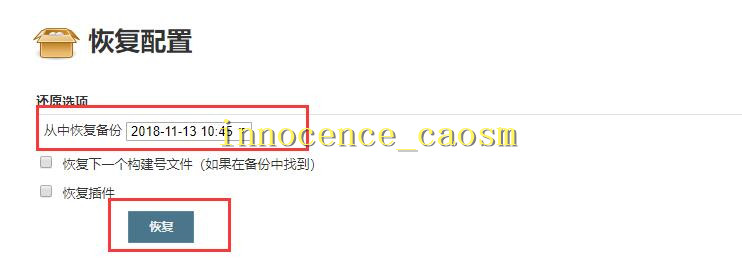 恢复配置
还原选项
从中恢复备份 2018-11-13 10:45
innocence_caosm
恢复下一个构建号文件（如果在备份中找到）
恢复插件
恢复